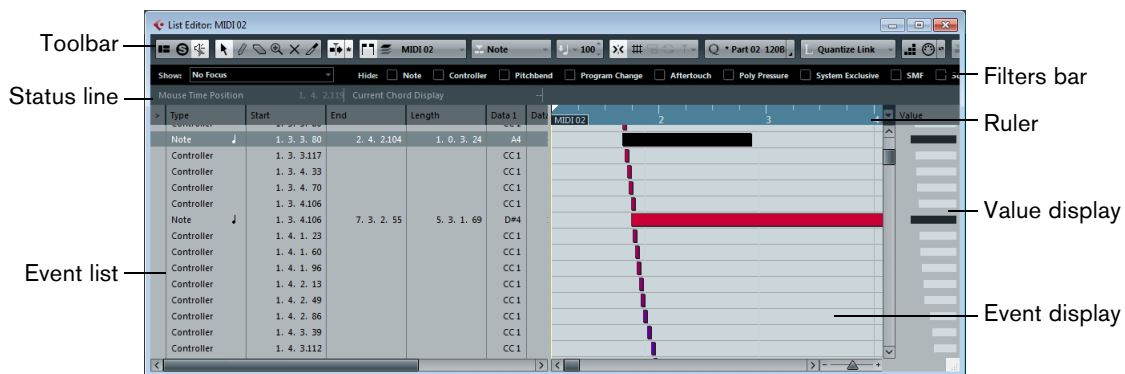 List Editor: MIDI 02
Toolbar
MIDI 02 Note 100 Q Part 02 120B Quantize Link
Show: No Focus Hide: Note Controller Pitchbend Program Change Aftertouch Poly Pressure System Exclusive SMF
Filters bar
Status line
Mouse Time Position 1. 4. 2.119 Current Chord Display --
> Type Start End Length Data 1 MIDI 02 2 3 4 Value
Ruler
Note 1. 3. 3. 80 2. 4. 2.104 1. 0. 3. 24 A4
Controller 1. 3. 3.117 CC 1
Controller 1. 3. 4. 33 CC 1
Controller 1. 3. 4. 70 CC 1
Controller 1. 3. 4.106 CC 1
Value display
Note 1. 3. 4.106 7. 3. 2. 55 5. 3. 1. 69 D#4
Controller 1. 4. 1. 23 CC 1
Controller 1. 4. 1. 60 CC 1
Event list
Controller 1. 4. 1. 96 CC 1
Controller 1. 4. 2. 13 CC 1
Controller 1. 4. 2. 49 CC 1
Controller 1. 4. 2. 86 CC 1
Event display
Controller 1. 4. 3. 39 CC 1
Controller 1. 4. 3.112 CC 1